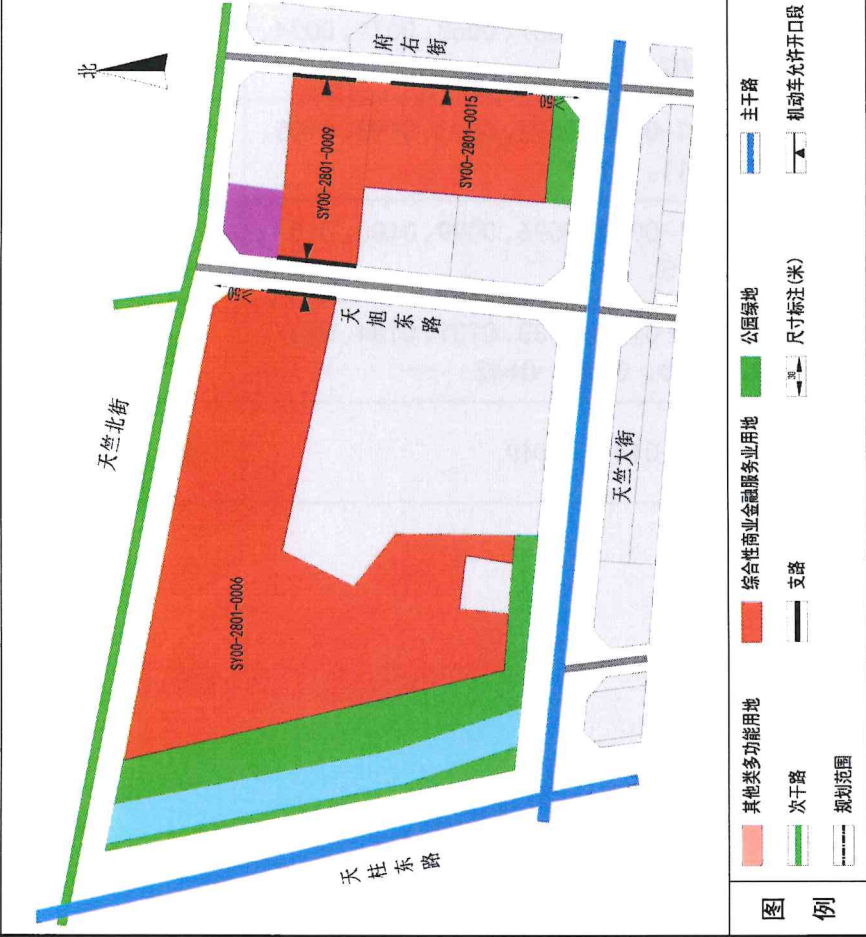 北
府右街
SY00-2801-0009
SY00-2801-0015
50
50
天旭东路
天竺北街
SY00-2801-0006
天竺大街
天柱东路
图例
其他类多功能用地
综合性商业金融服务业用地
公园绿地
主干路
次干路
支路
30
尺寸标注(米)
机动车允许开口段
规划范围